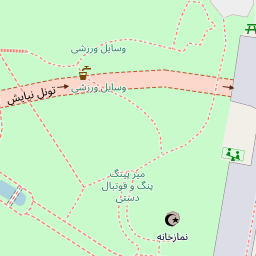 وسایل ورزشی
وسایل ورزشی
تونل نیایش
میز پینگ
پنگ و فوتبال
دستی
نمازخانه